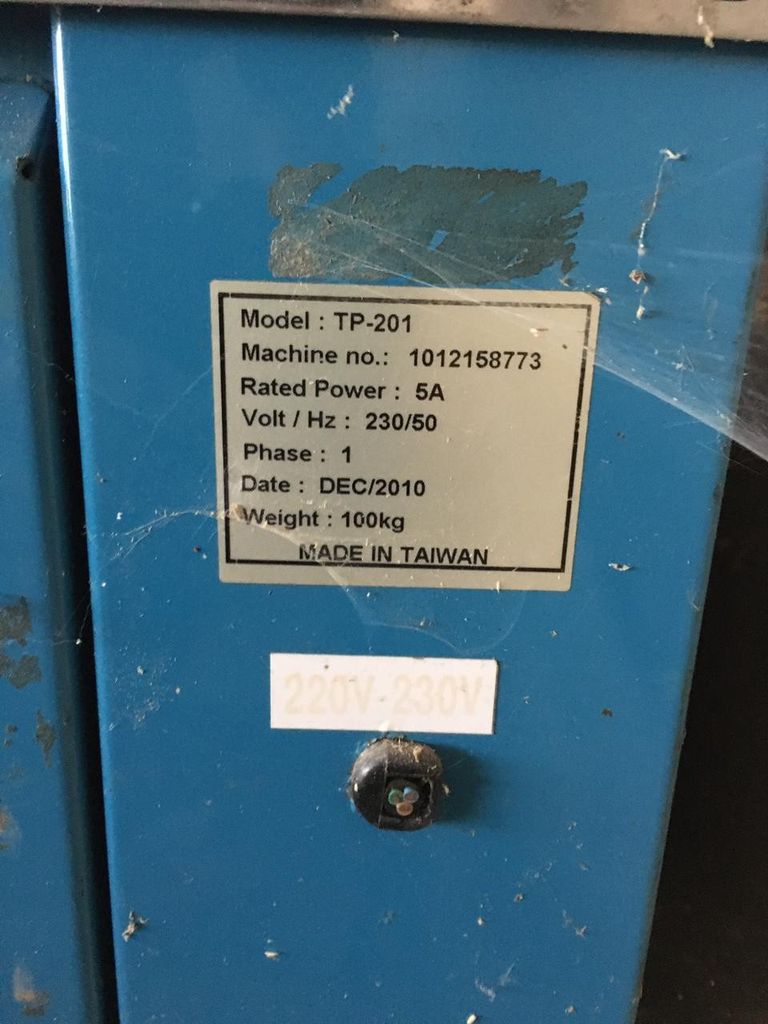 Model : TP-201
Machine no.: 1012158773
Rated Power : 5A
Volt / Hz : 230/50
Phase : 1
Date : DEC/2010
Weight : 100kg
MADE IN TAIWAN
220V-230V